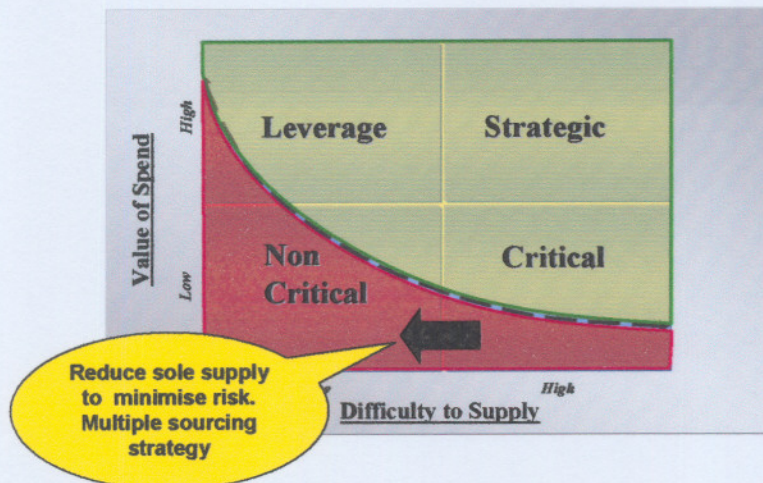 High
Value of Spend
Low
Leverage
Strategic
Non
Critical
Critical
High
Difficulty to Supply
Reduce sole supply
to minimise risk.
Multiple sourcing
strategy